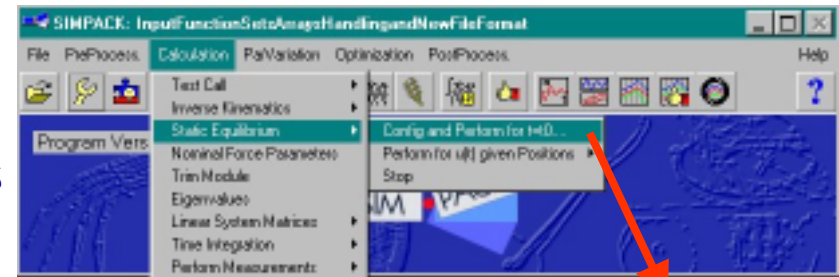 SIMPACK: InputFunctionSetsArraysHandlingandNewFileFormat
File PreProcess. Calculation ParVariation Optimization PostProcess. Help
Test Call
Inverse Kinematics
Static Equilibrium
Config and Perform for t=t0...
Program Vers
Nominal Force Parameters
Perform for u(t) given Positions
Trim Module
Stop
Eigenvalues
Linear System Matrices
Time Integration
Perform Measurements